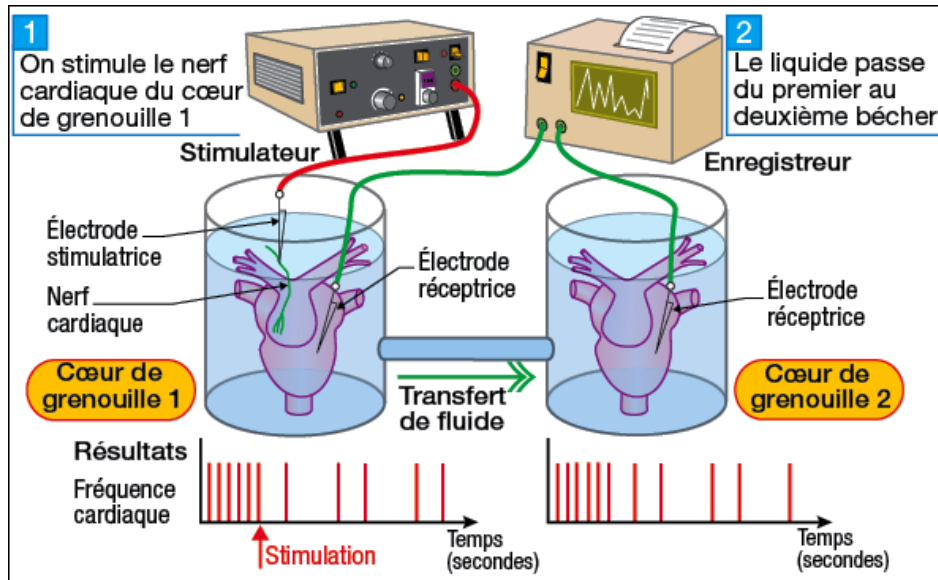 1
On stimule le nerf
cardiaque du cœur
de grenouille 1
Stimulateur
2
Le liquide passe
du premier au
deuxième bécher
Enregistreur
Électrode
stimulatrice
Nerf
cardiaque
Électrode
réceptrice
Électrode
réceptrice
Cœur de
grenouille 1
Transfert
de fluide
Cœur de
grenouille 2
Résultats
Fréquence
cardiaque
Stimulation
Temps
(secondes)
Temps
(secondes)